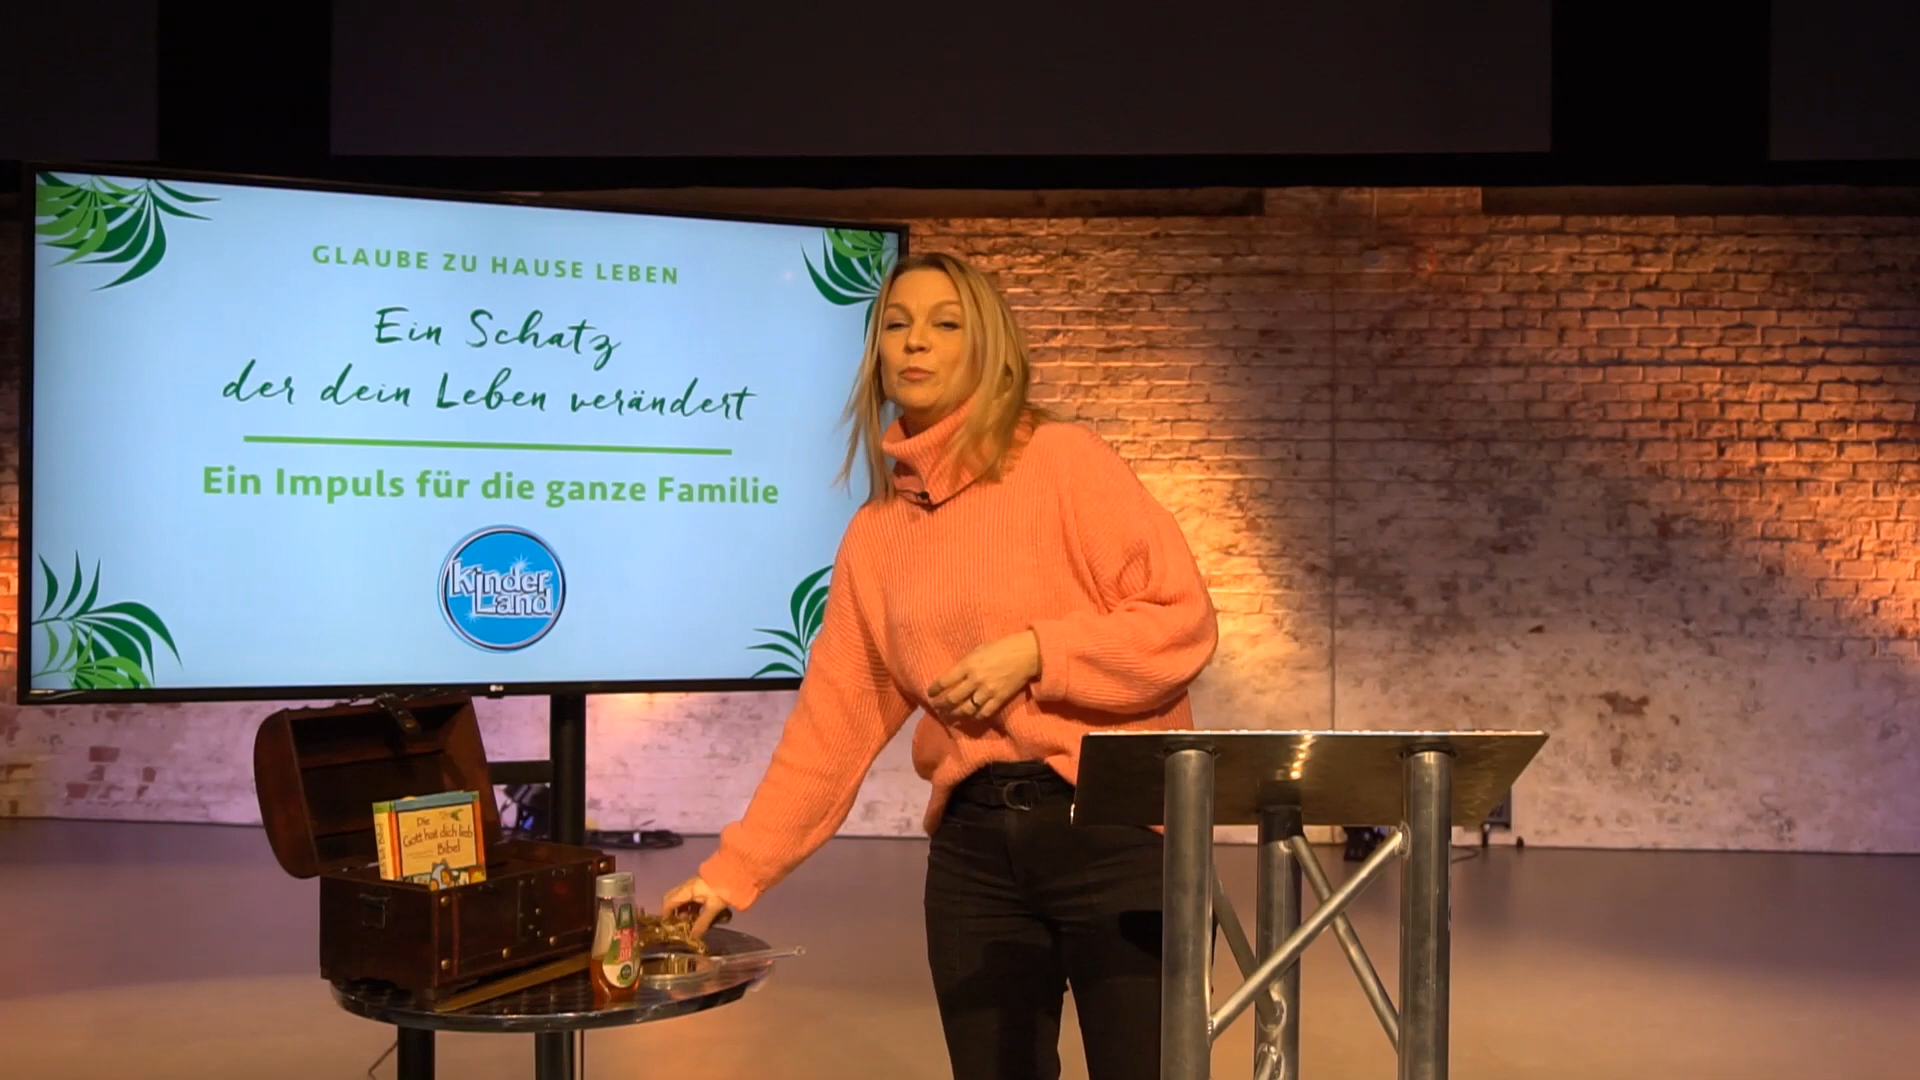 GLAUBE ZU HAUSE LEBEN
Ein Schatz
der dein Leben verändert
Ein Impuls für die ganze Familie
kinder
Land
LG
Die
Gott hat dich lieb
Bibel